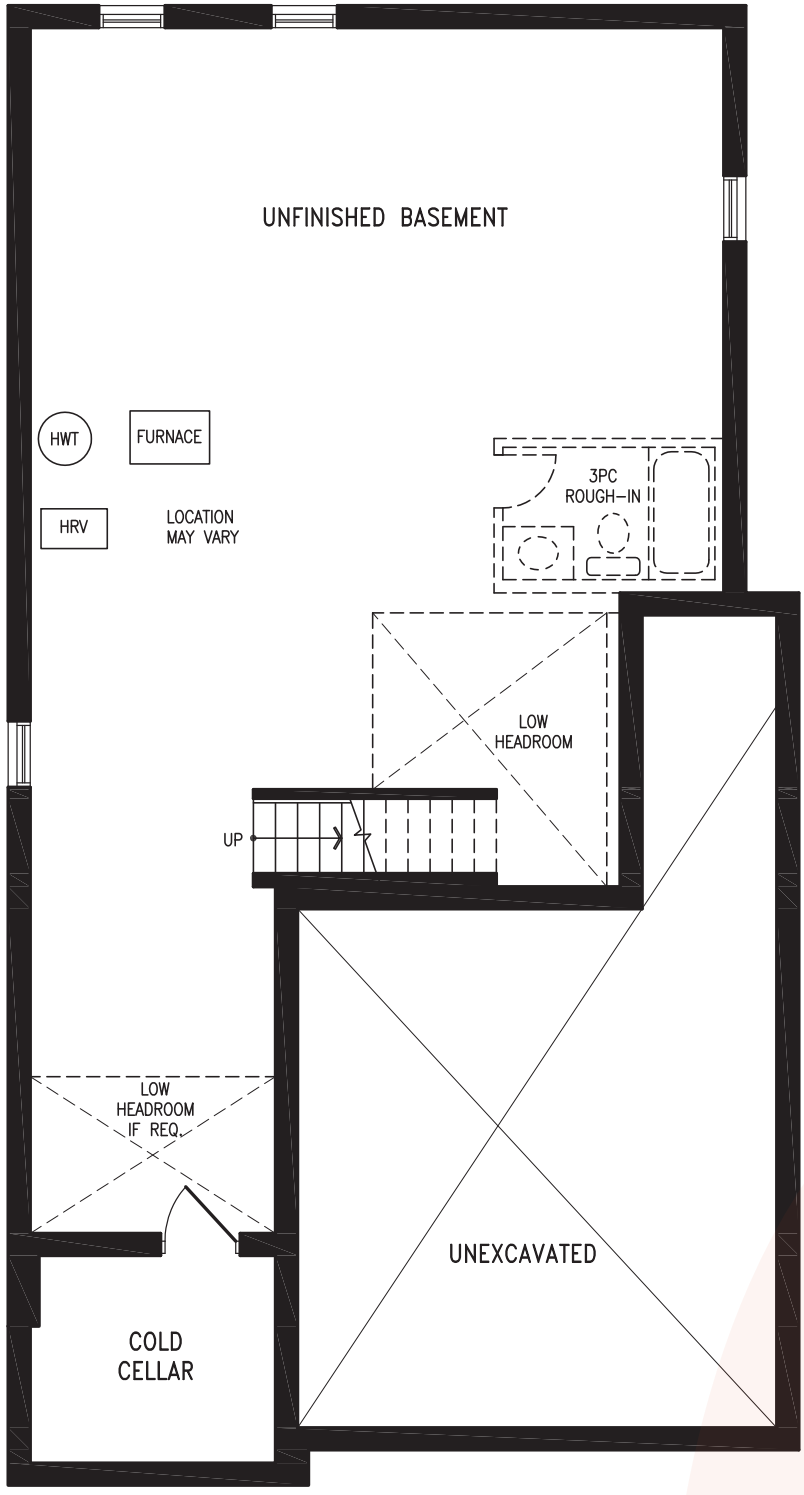 UNFINISHED BASEMENT
HWT
FURNACE
HRV
LOCATION
MAY VARY
3PC
ROUGH-IN
LOW
HEADROOM
UP
LOW
HEADROOM
IF REQ.
UNEXCAVATED
COLD
CELLAR